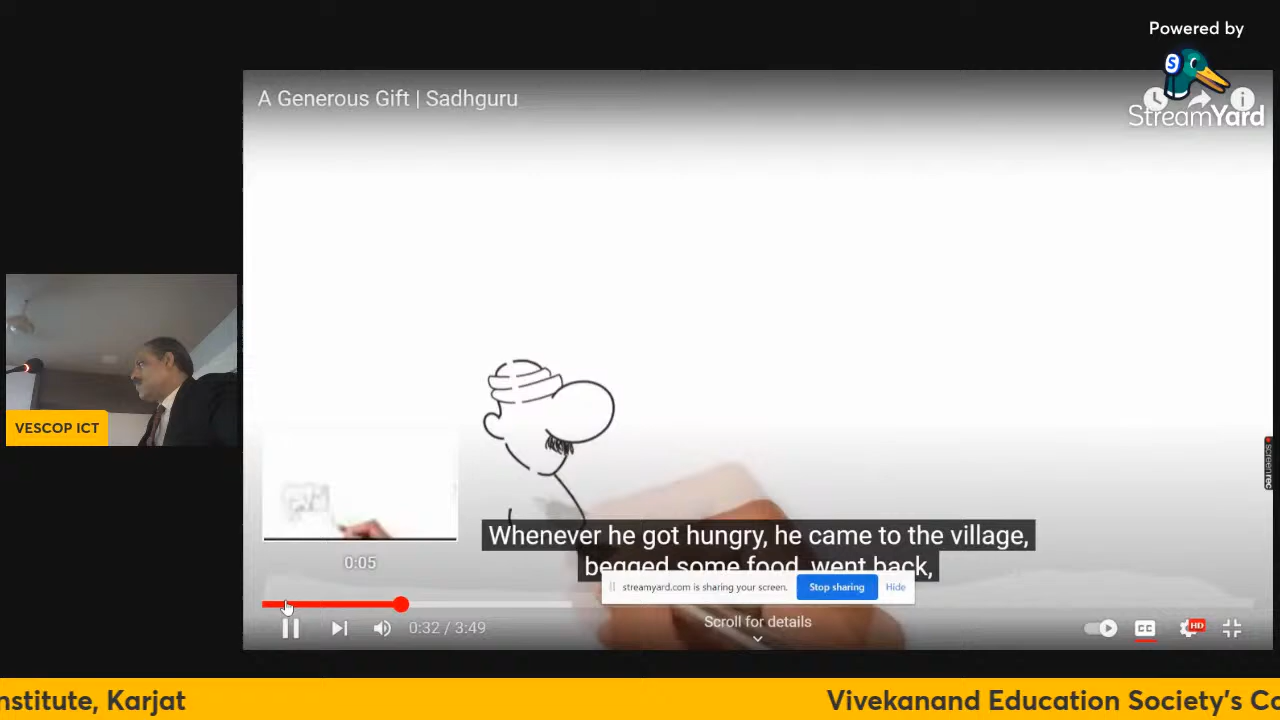 Powered by
StreamYard
A Generous Gift | Sadhguru
VESCOP ICT
Whenever he got hungry, he came to the village,
begged some food, went back,
0:05
streamyard.com is sharing your screen.
Stop sharing
Hide
0:32 / 3:49
Scroll for details
CC
HD
screenrec
nstitute, Karjat
Vivekanand Education Society's Co